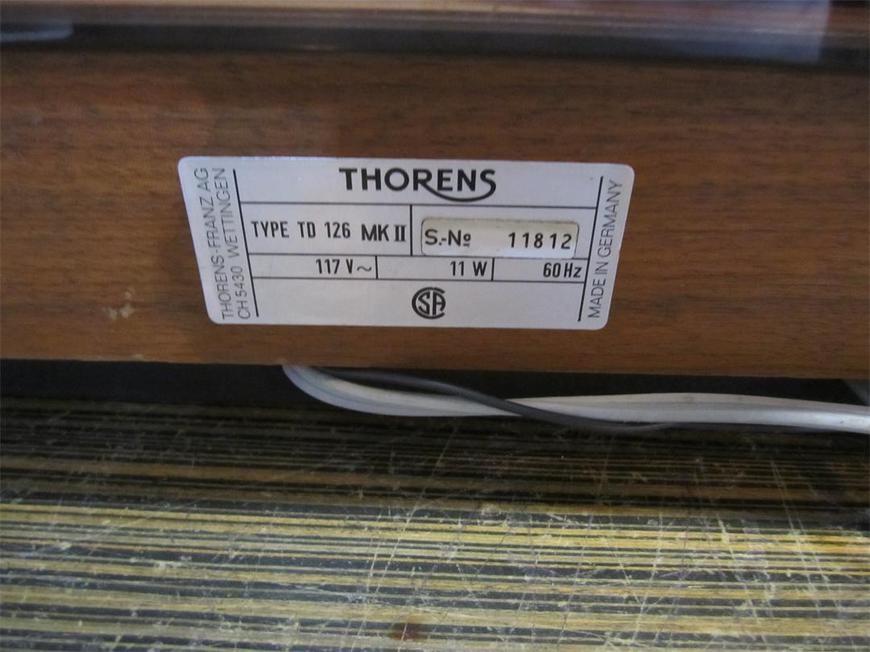 THORENS
THORENS-FRANZ AG
CH 5430 WETTINGEN
TYPE TD 126 MK II
S.-№ 11812
117 V~ 11 W 60 Hz
SA
MADE IN GERMANY